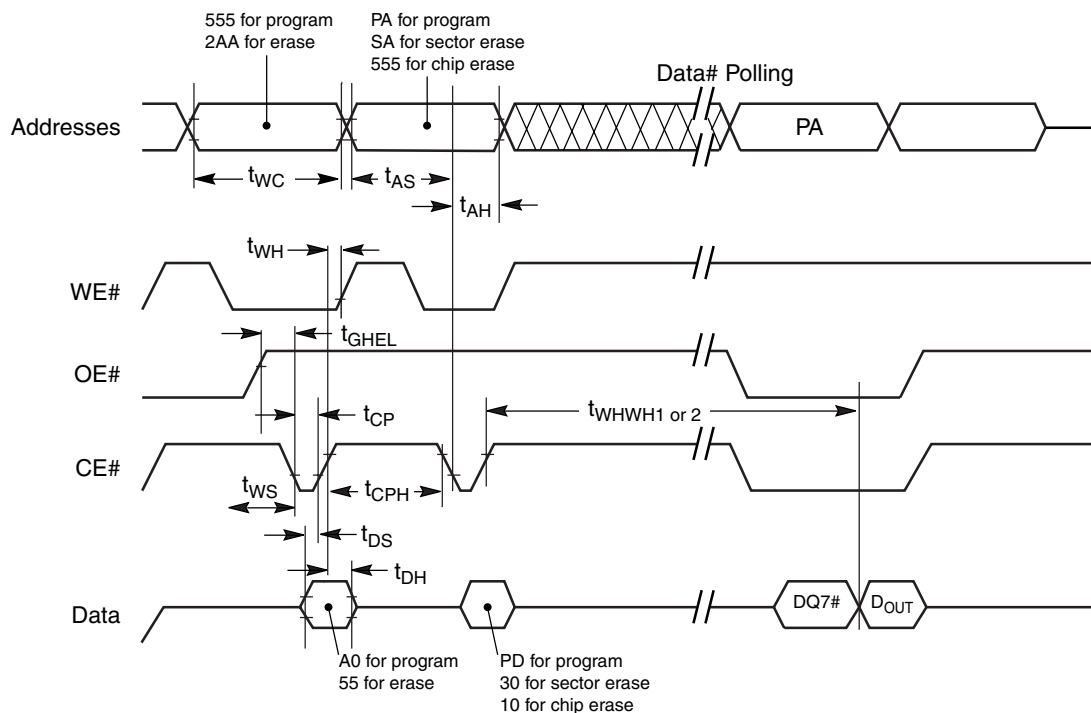 555 for program
2AA for erase
PA for program
SA for sector erase
555 for chip erase
Data# Polling
Addresses
PA
tWC
tAS
tAH
tWH
WE#
tGHEL
OE#
tCP
tWHWH1 or 2
CE#
tWS
tCPH
tDS
tDH
Data
DQ7#
DOUT
A0 for program
55 for erase
PD for program
30 for sector erase
10 for chip erase